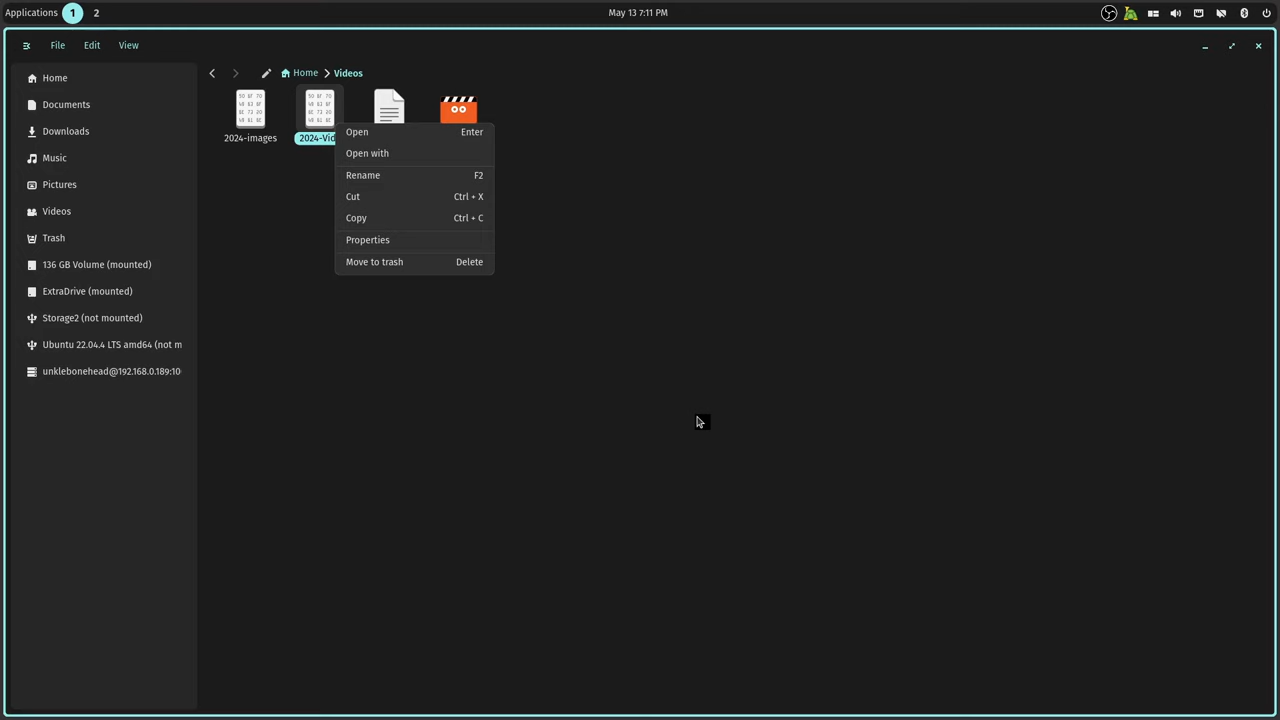 Applications 1 2 May 13 7:11 PM
File Edit View
Home
Documents
Downloads
Music
Pictures
Videos
Trash
136 GB Volume (mounted)
ExtraDrive (mounted)
Storage2 (not mounted)
Ubuntu 22.04.4 LTS amd64 (not m
unklebonehead@192.168.0.189:10
Home Videos
2024-images 2024-Vid
Open Enter
Open with
Rename F2
Cut Ctrl + X
Copy Ctrl + C
Properties
Move to trash Delete